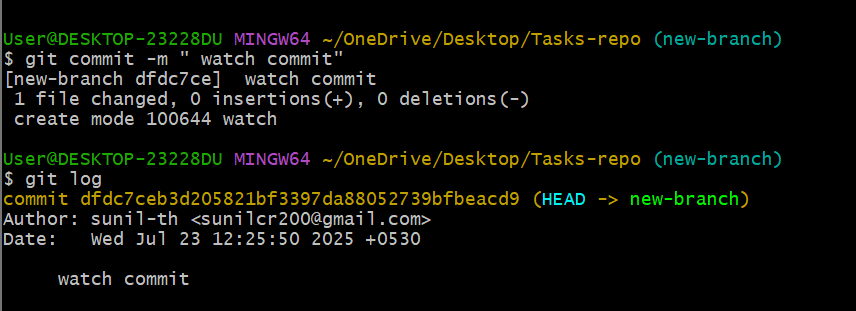 User@DESKTOP-23228DU MINGW64 ~/OneDrive/Desktop/Tasks-repo (new-branch)
$ git commit -m " watch commit"
[new-branch dfdc7ce]  watch commit
 1 file changed, 0 insertions(+), 0 deletions(-)
 create mode 100644 watch
User@DESKTOP-23228DU MINGW64 ~/OneDrive/Desktop/Tasks-repo (new-branch)
$ git log
commit dfdc7ceb3d205821bf3397da88052739bfbeacd9 (HEAD -> new-branch)
Author: sunil-th <sunilcr200@gmail.com>
Date:   Wed Jul 23 12:25:50 2025 +0530
     watch commit